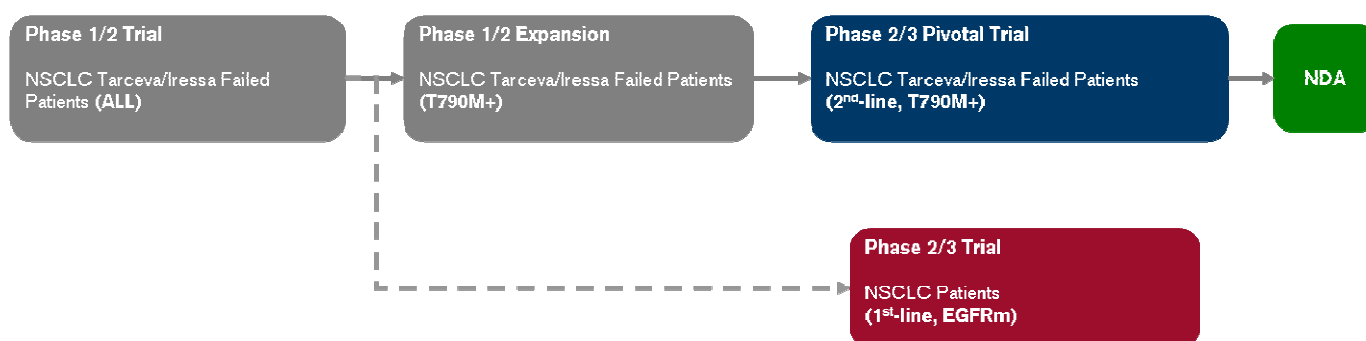 Phase 1/2 Trial
NSCLC Tarceva/Iressa Failed
Patients (ALL)
Phase 1/2 Expansion
NSCLC Tarceva/Iressa Failed Patients
(T790M+)
Phase 2/3 Pivotal Trial
NSCLC Tarceva/Iressa Failed Patients
(2nd-line, T790M+)
NDA
Phase 2/3 Trial
NSCLC Patients
(1st-line, EGFRm)